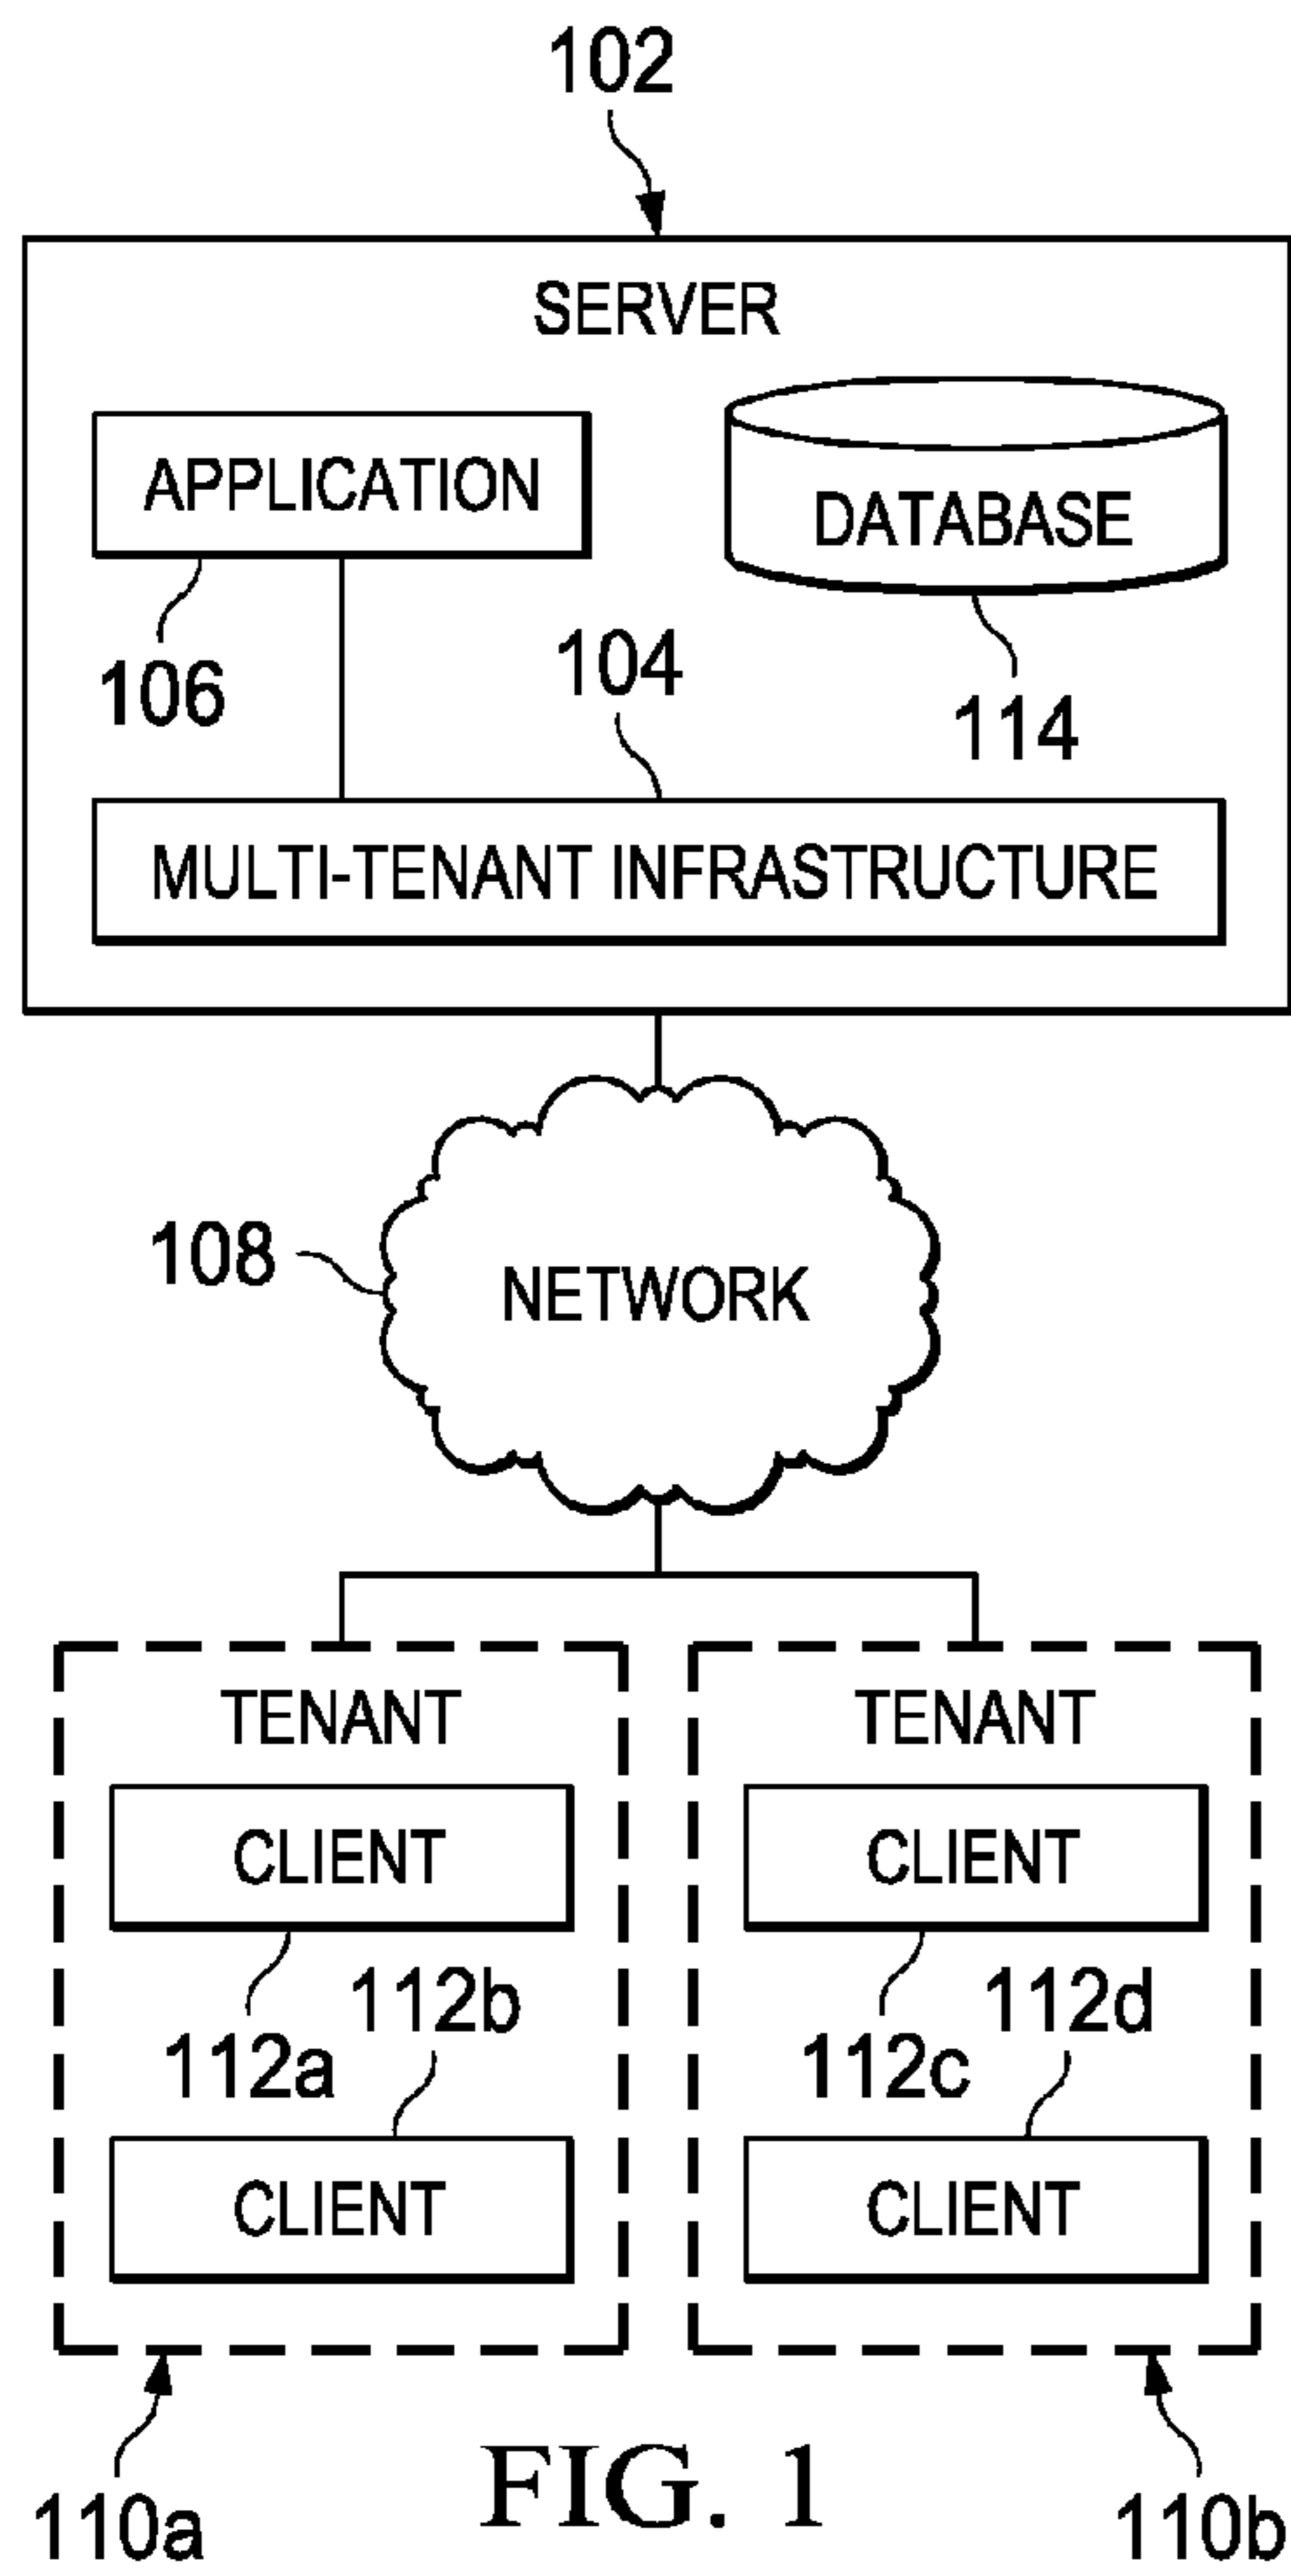 102
SERVER
APPLICATION
DATABASE
106
104
114
MULTI-TENANT INFRASTRUCTURE
108
NETWORK
TENANT
TENANT
CLIENT
CLIENT
112b
112d
112a
112c
CLIENT
CLIENT
FIG. 1
110a
110b